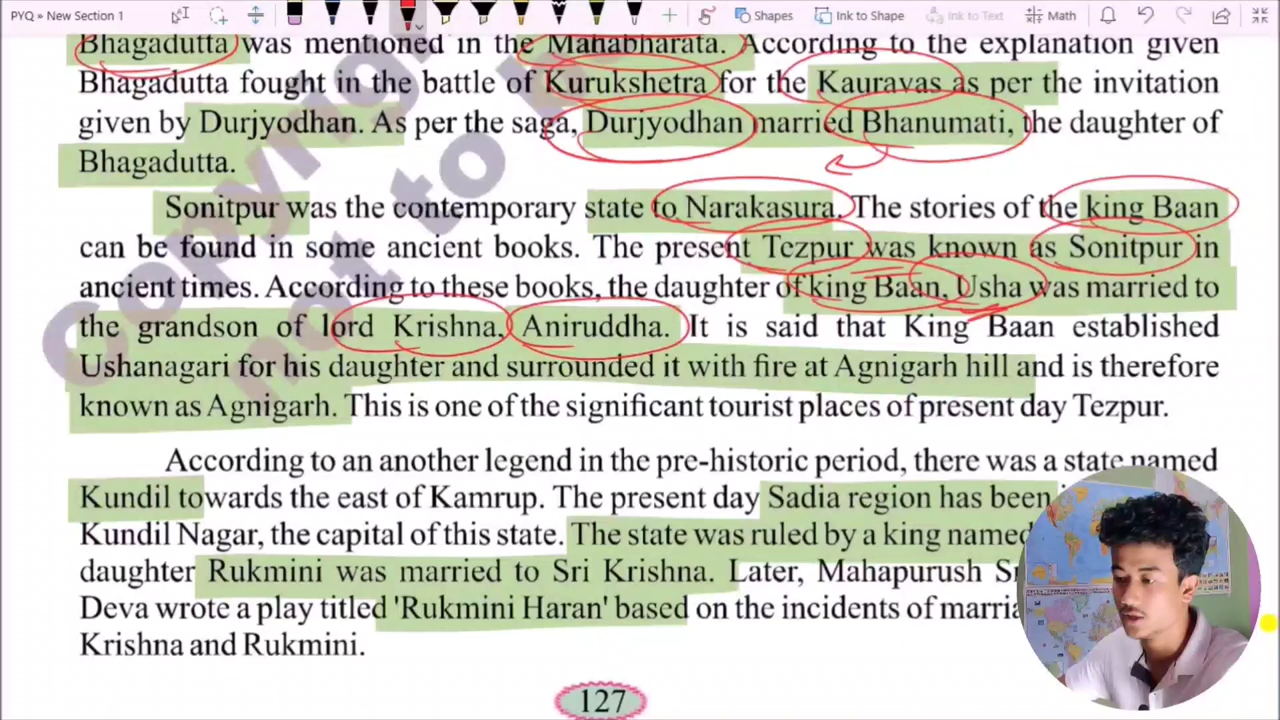 PYQ » New Section 1
Shapes
Ink to Shape
Ink to Text
Math
Bhagadutta was mentioned in the Mahabharata. According to the explanation given
Bhagadutta fought in the battle of Kurukshetra for the Kauravas as per the invitation
given by Durjyodhan. As per the saga, Durjyodhan married Bhanumati, the daughter of
Bhagadutta.
Sonitpur was the contemporary state to Narakasura. The stories of the king Baan
can be found in some ancient books. The present Tezpur was known as Sonitpur in
ancient times. According to these books, the daughter of king Baan, Usha was married to
the grandson of lord Krishna, Aniruddha. It is said that King Baan established
Ushanagari for his daughter and surrounded it with fire at Agnigarh hill and is therefore
known as Agnigarh. This is one of the significant tourist places of present day Tezpur.
According to an another legend in the pre-historic period, there was a state named
Kundil towards the east of Kamrup. The present day Sadia region has been
Kundil Nagar, the capital of this state. The state was ruled by a king named
daughter Rukmini was married to Sri Krishna. Later, Mahapurush
Deva wrote a play titled 'Rukmini Haran' based on the incidents of
Krishna and Rukmini.
127